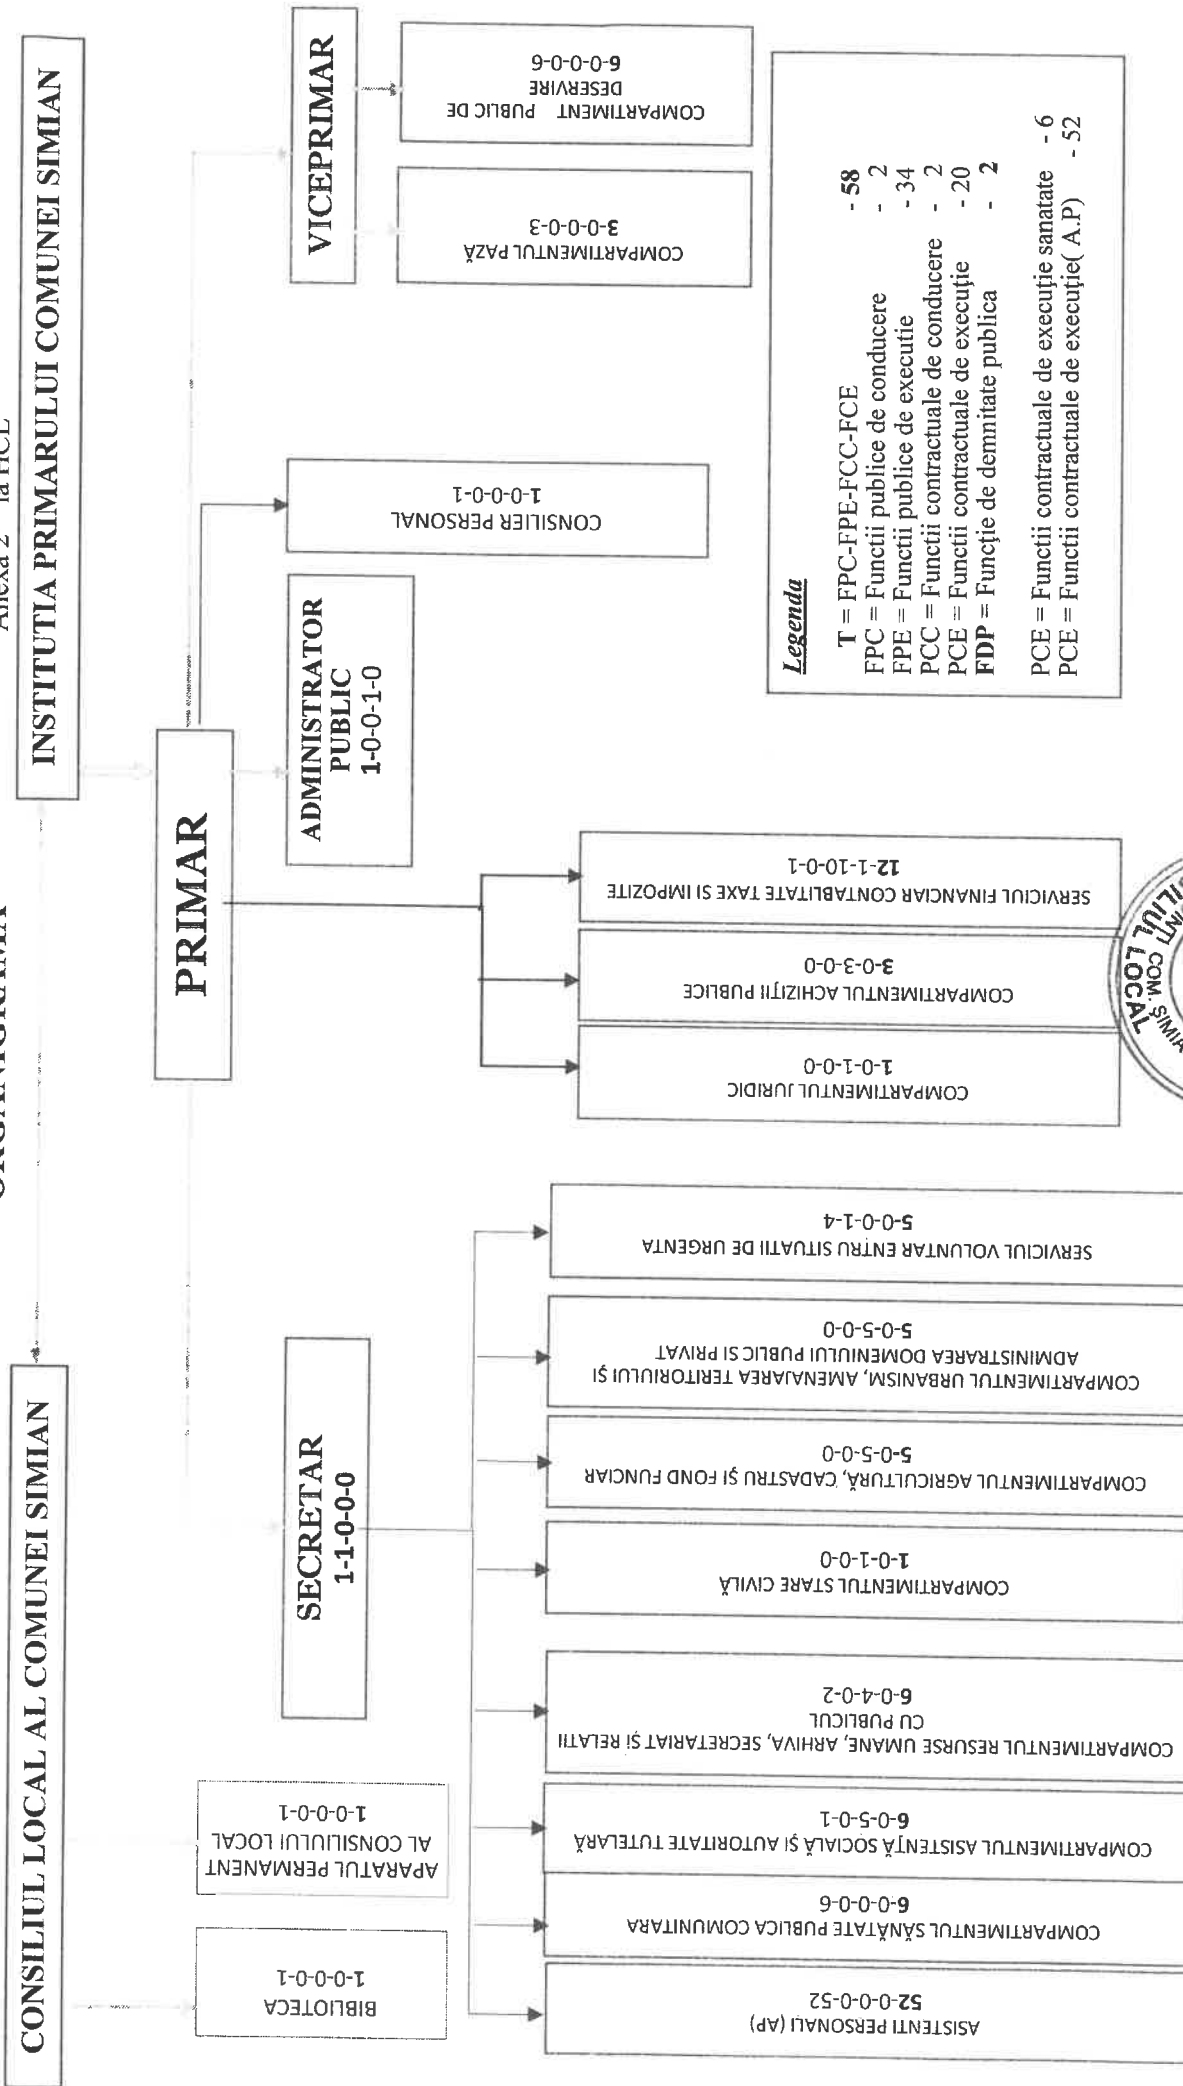 Anexa 2 la HCL
ORGANIGRAMA
CONSILIUL LOCAL AL COMUNEI SIMIAN
INSTITUTIA PRIMARULUI COMUNEI SIMIAN
PRIMAR
BIBLIOTECA
1-0-0-0-1
APARATUL PERMANENT
AL CONSILIULUI LOCAL
1-0-0-0-1
SECRETAR
1-1-0-0-0
ADMINISTRATOR
PUBLIC
1-0-0-1-0
CONSILIER PERSONAL
1-0-0-0-1
VICEPRIMAR
COMPARTIMENTUL PAZĂ
3-0-0-0-3
COMPARTIMENT PUBLIC DE
DESERVIRE
6-0-0-0-6
ASISTENTI PERSONALI (AP)
52-0-0-0-52
COMPARTIMENTUL SĂNĂTATE PUBLICA COMUNITARA
6-0-0-0-6
COMPARTIMENTUL ASISTENŢĂ SOCIALĂ ŞI AUTORITATE TUTELARĂ
6-0-5-0-1
COMPARTIMENTUL RESURSE UMANE, ARHIVA, SECRETARIAT ŞI RELATII
CU PUBLICUL
6-0-4-0-2
COMPARTIMENTUL STARE CIVILĂ
1-0-1-0-0
COMPARTIMENTUL AGRICULTURĂ, CADASTRU ŞI FOND FUNCIAR
5-0-5-0-0
COMPARTIMENTUL URBANISM, AMENAJAREA TERITORIULUI ŞI
ADMINISTRAREA DOMENIULUI PUBLIC SI PRIVAT
5-0-5-0-0
SERVICIUL VOLUNTAR ENTRU SITUATII DE URGENTA
5-0-0-1-4
COMPARTIMENTUL JURIDIC
1-0-1-0-0
COMPARTIMENTUL ACHIZIŢII PUBLICE
3-0-3-0-0
SERVICIUL FINANCIAR CONTABLITATE TAXE SI IMPOZITE
12-1-10-0-1
Legenda
T = FPC-FPE-FCC-FCE - 58
FPC = Functii publice de conducere - 2
FPE = Functii publice de executie - 34
PCC = Functii contractuale de conducere - 2
PCE = Functii contractuale de execuţie - 20
FDP = Funcţie de demnitate publica - 2
PCE = Functii contractuale de execuţie sanatate - 6
PCE = Functii contractuale de execuţie( A.P) - 52
COM. ŞIMIA
LOCAL